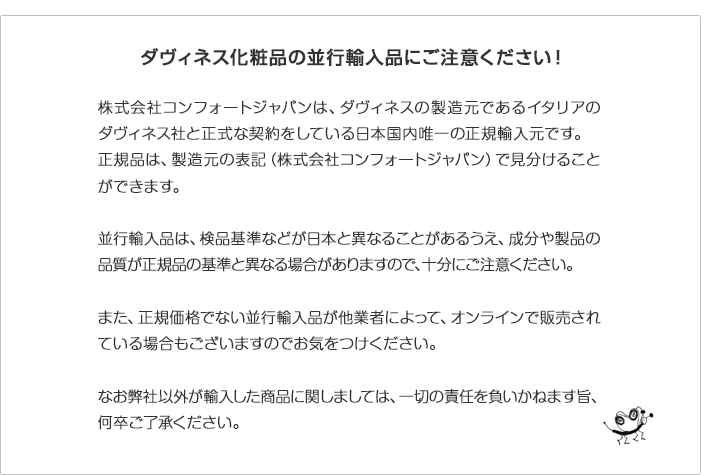 ダヴィネス化粧品の並行輸入品にご注意ください！
株式会社コンフォートジャパンは、ダヴィネスの製造元であるイタリアの
ダヴィネス社と正式な契約をしている日本国内唯一の正規輸入元です。
正規品は、製造元の表記（株式会社コンフォートジャパン）で見分けること
ができます。
並行輸入品は、検品基準などが日本と異なることがあるうえ、成分や製品の
品質が正規品の基準と異なる場合がありますので、十分にご注意ください。
また、正規価格でない並行輸入品が他業者によって、オンラインで販売され
ている場合もございますのでお気をつけください。
なお弊社以外が輸入した商品に関しましては、一切の責任を負いかねます旨、
何卒ご了承ください。